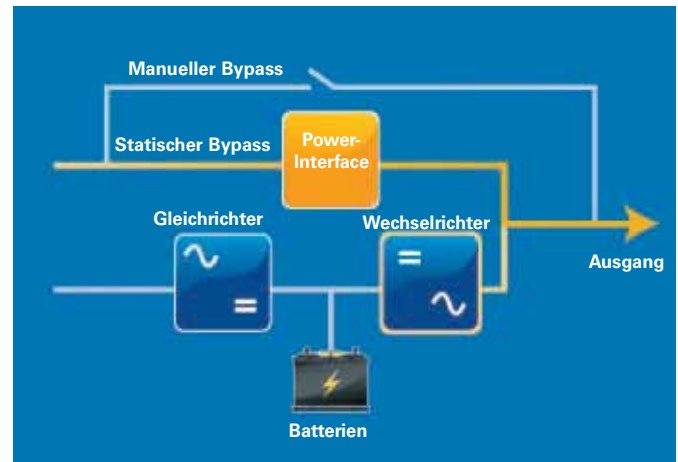 Manueller Bypass
Statischer Bypass
Power-
Interface
Gleichrichter
Wechselrichter
Ausgang
Batterien